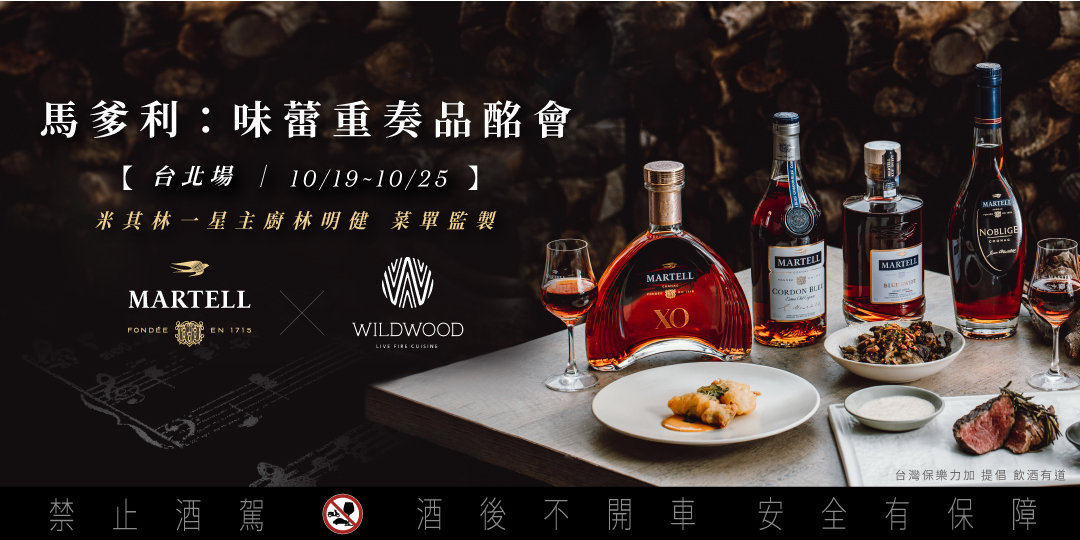 馬爹利：味蕾重奏品酩會
【 台北場 | 10/19~10/25 】
米其林一星主廚林明健 菜單監製
MARTELL
FONDÉE EN 1715
WILDWOOD
LIVE FIRE CUISINE
MARTELL
COGNAC
FONDÉE EN 1715
XO
MARTELL
CORDON BLEU
MARTELL
BLUE SWIFT
MARTELL
NOBLIGE
COGNAC
台灣保樂力加 提倡 飲酒有道
禁止酒駕 酒後不開車 安全有保障